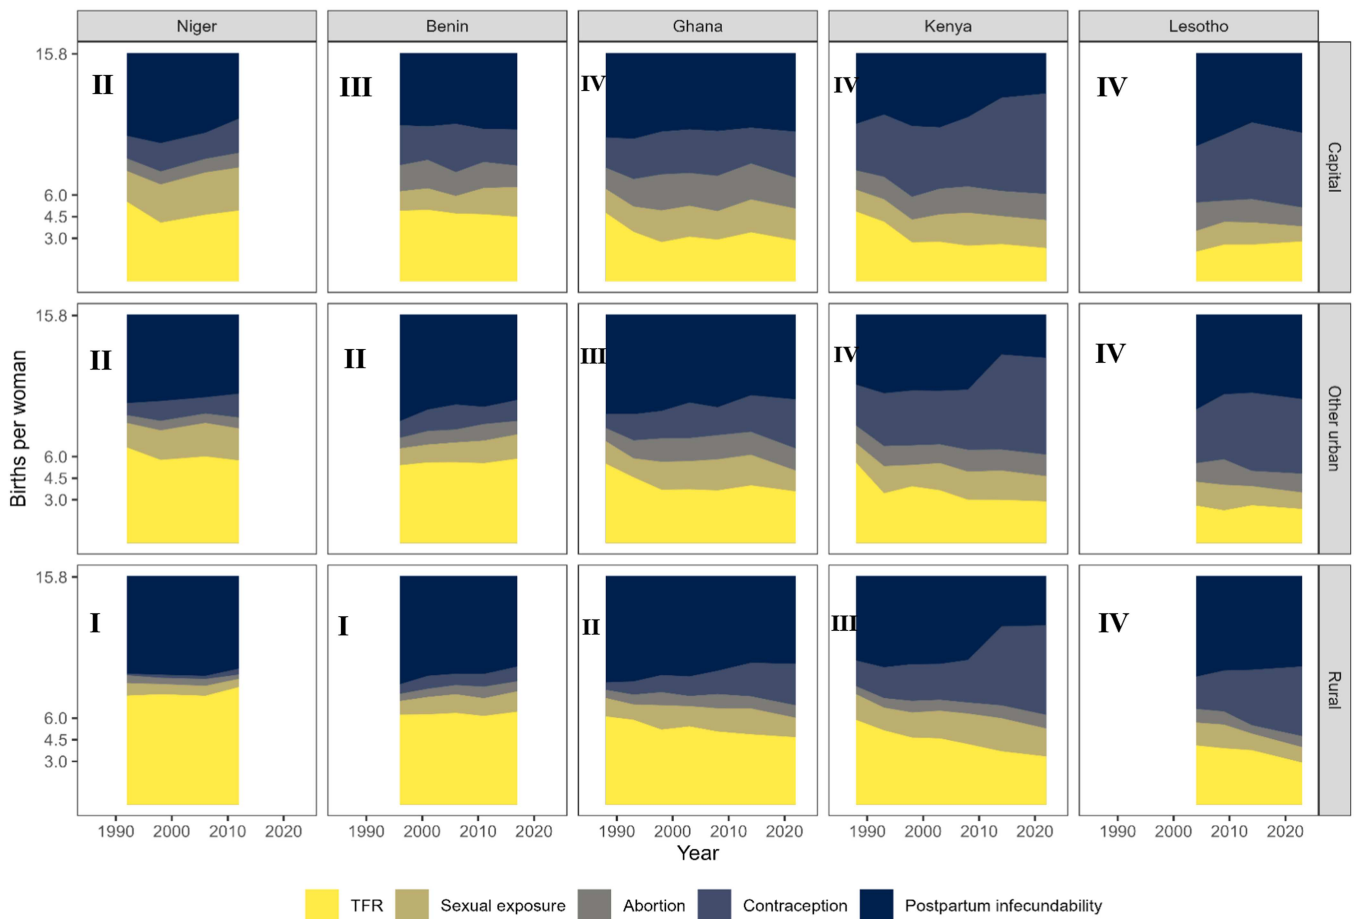 Niger Benin Ghana Kenya Lesotho
15.8
6.0
4.5
3.0
II III IV IV IV
Capital
15.8
6.0
4.5
3.0
II II III IV IV
Other urban
15.8
6.0
4.5
3.0
I I II III IV
Rural
Births per woman
1990 2000 2010 2020 1990 2000 2010 2020 1990 2000 2010 2020 1990 2000 2010 2020 1990 2000 2010 2020
Year
TFR Sexual exposure Abortion Contraception Postpartum infecundability